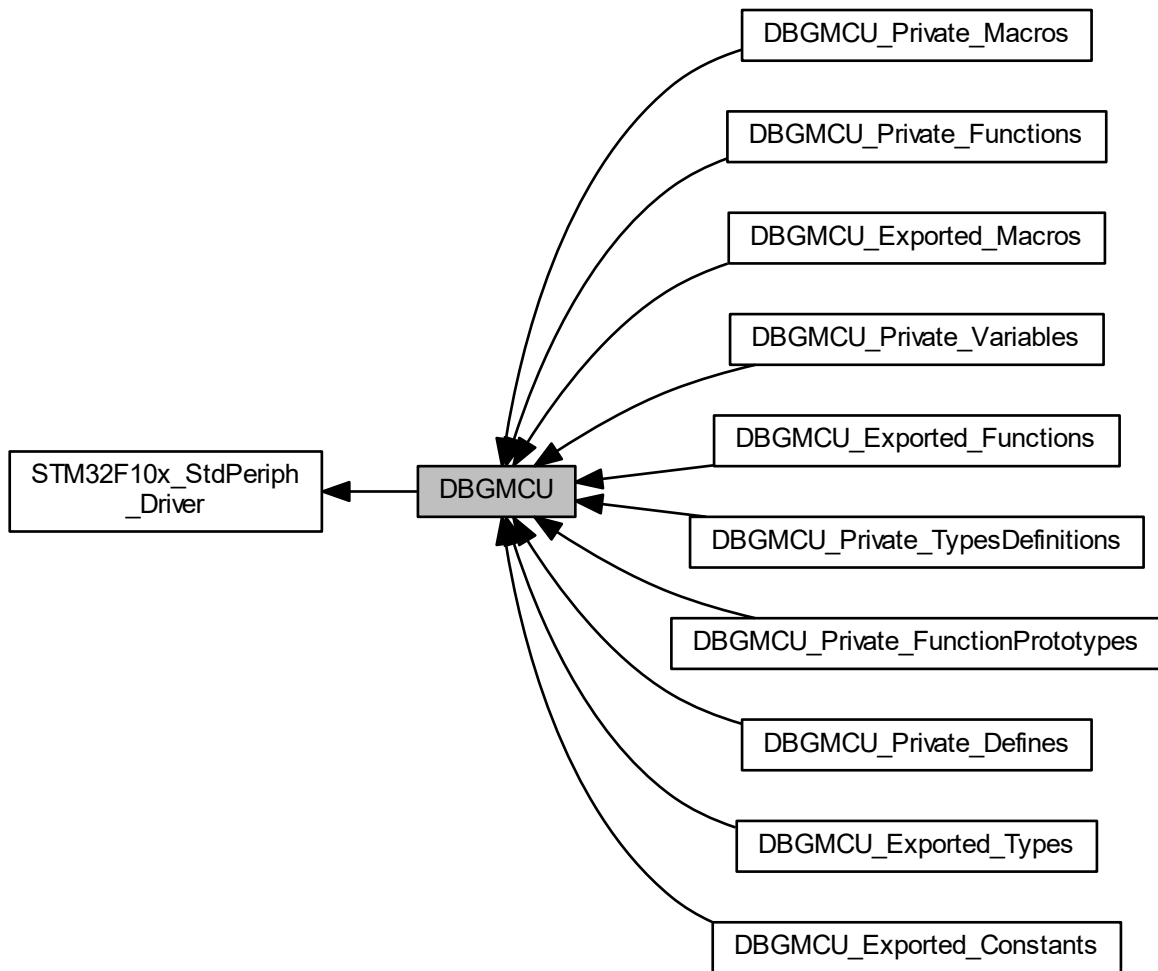 DBGMCU_Private_Macros
DBGMCU_Private_Functions
DBGMCU_Exported_Macros
DBGMCU_Private_Variables
DBGMCU_Exported_Functions
STM32F10x_StdPeriph
_Driver
DBGMCU
DBGMCU_Private_TypesDefinitions
DBGMCU_Private_FunctionPrototypes
DBGMCU_Private_Defines
DBGMCU_Exported_Types
DBGMCU_Exported_Constants